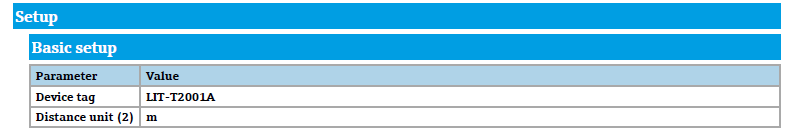 Setup
Basic setup
Parameter Value
Device tag LIT-T2001A
Distance unit (2) m